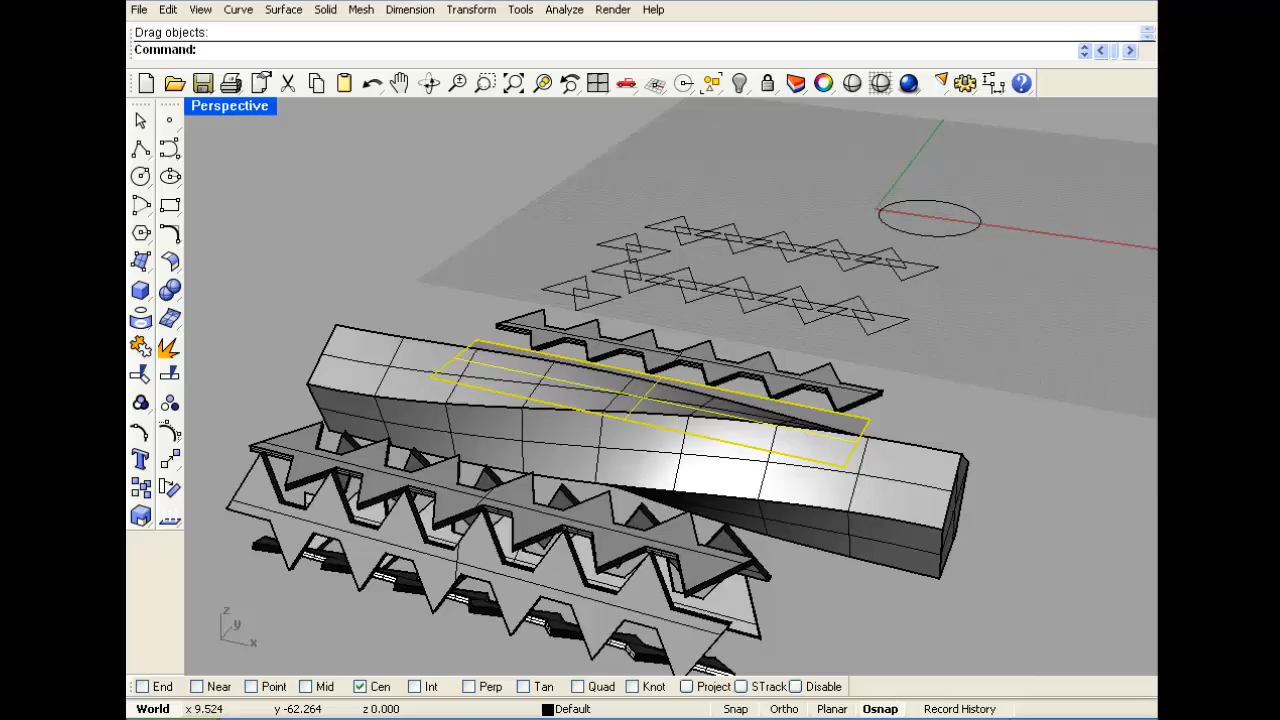 File Edit View Curve Surface Solid Mesh Dimension Transform Tools Analyze Render Help
Drag objects:
Command:
Perspective
z
y
x
End Near Point Mid Cen Int Perp Tan Quad Knot Project STrack Disable
World x 9.524 y -62.264 z 0.000 Default Snap Ortho Planar Osnap Record History